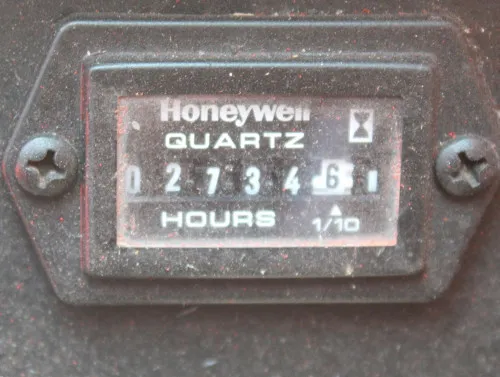 Honeywell
QUARTZ
0 2 7 3 4 6
HOURS 1/10